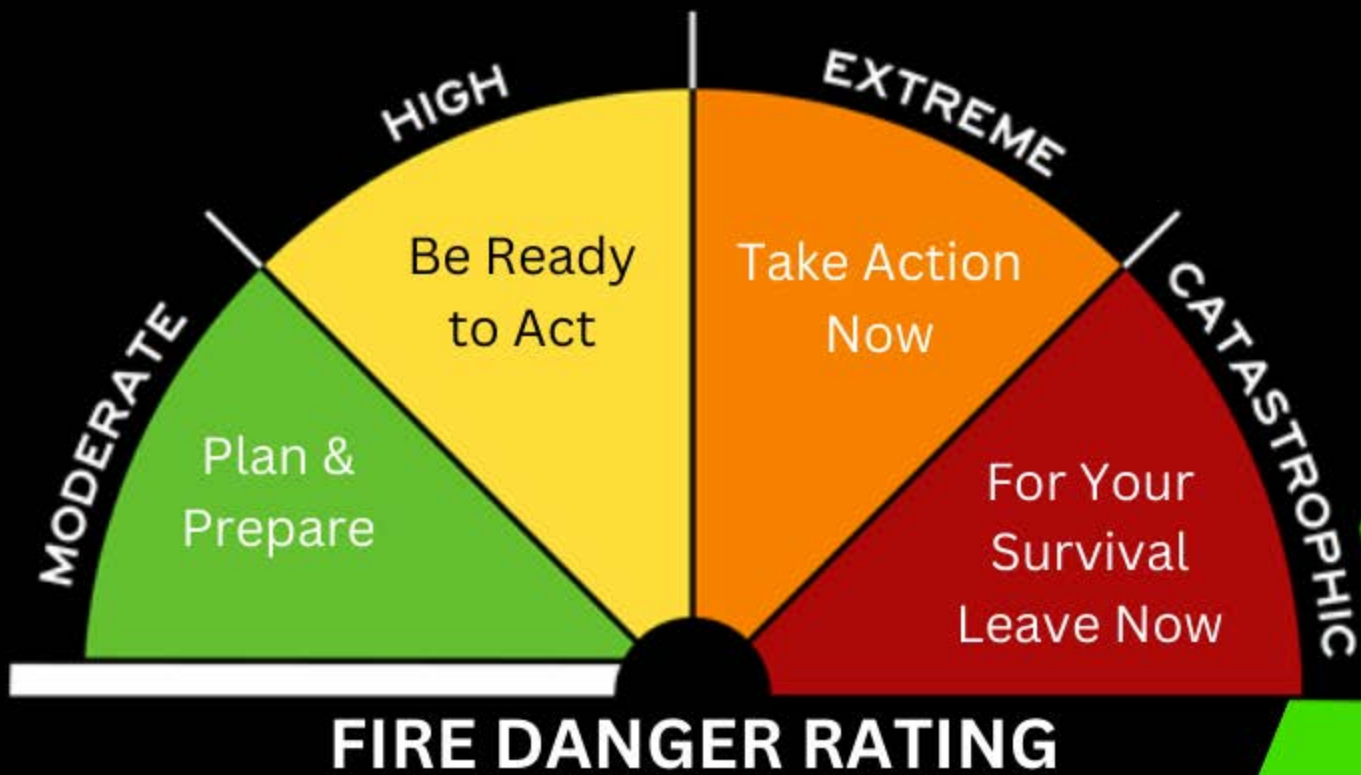 MODERATE
Plan &
Prepare
HIGH
Be Ready
to Act
EXTREME
Take Action
Now
CATASTROPHIC
For Your
Survival
Leave Now
FIRE DANGER RATING